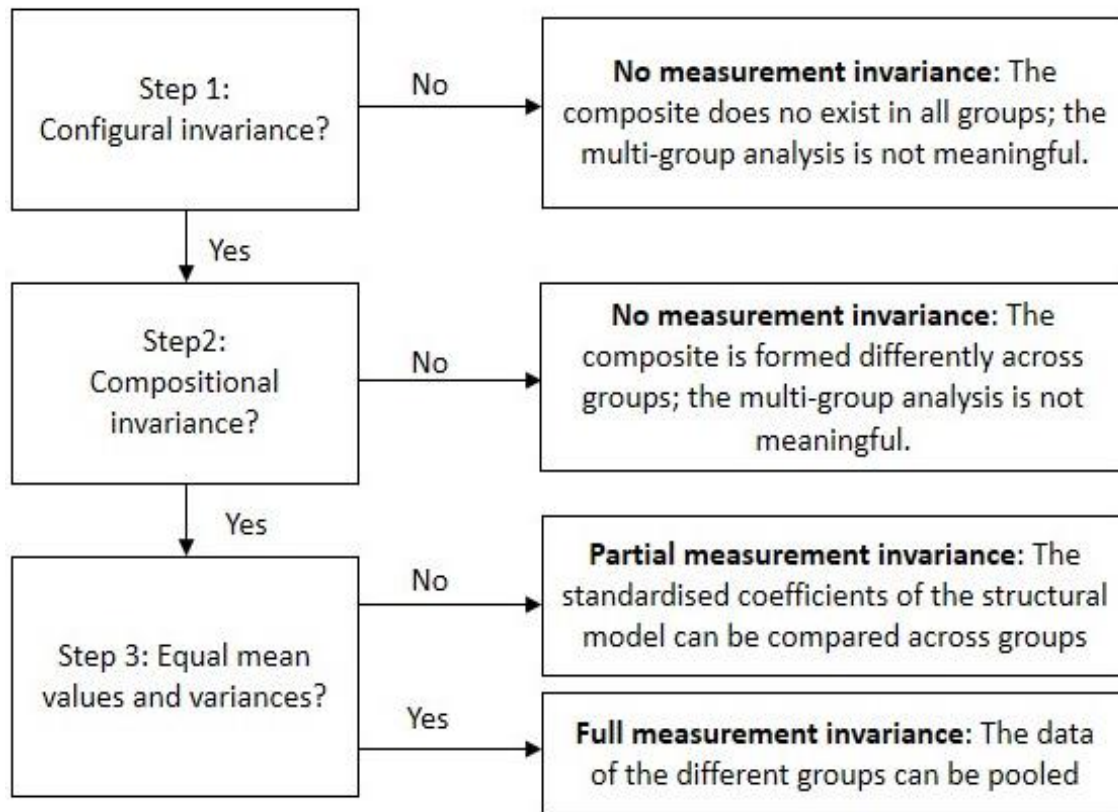 Step 1:
Configural invariance?
No
No measurement invariance: The
composite does no exist in all groups; the
multi-group analysis is not meaningful.
Yes
Step2:
Compositional
invariance?
No
No measurement invariance: The
composite is formed differently across
groups; the multi-group analysis is not
meaningful.
Yes
Step 3: Equal mean
values and variances?
No
Partial measurement invariance: The
standardised coefficients of the structural
model can be compared across groups
Yes
Full measurement invariance: The data
of the different groups can be pooled